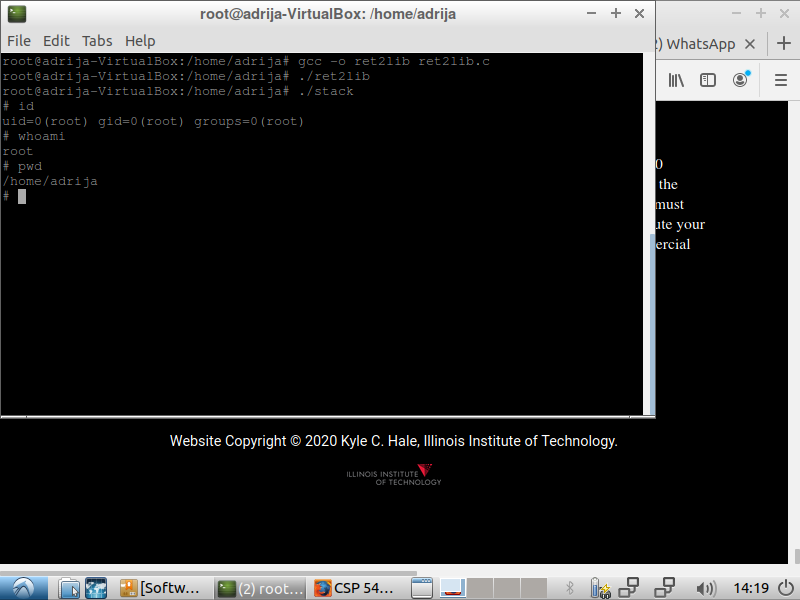 root@adrija-VirtualBox: /home/adrija
File Edit Tabs Help
root@adrija-VirtualBox:/home/adrija# gcc -o ret2lib ret2lib.c
root@adrija-VirtualBox:/home/adrija# ./ret2lib
root@adrija-VirtualBox:/home/adrija# ./stack
# id
uid=0(root) gid=0(root) groups=0(root)
# whoami
root
# pwd
/home/adrija
#
) WhatsApp
0
the
must
ute your
ercial
Website Copyright © 2020 Kyle C. Hale, Illinois Institute of Technology.
ILLINOIS INSTITUTE
OF TECHNOLOGY
[Softw...
(2) root...
CSP 54...
14:19